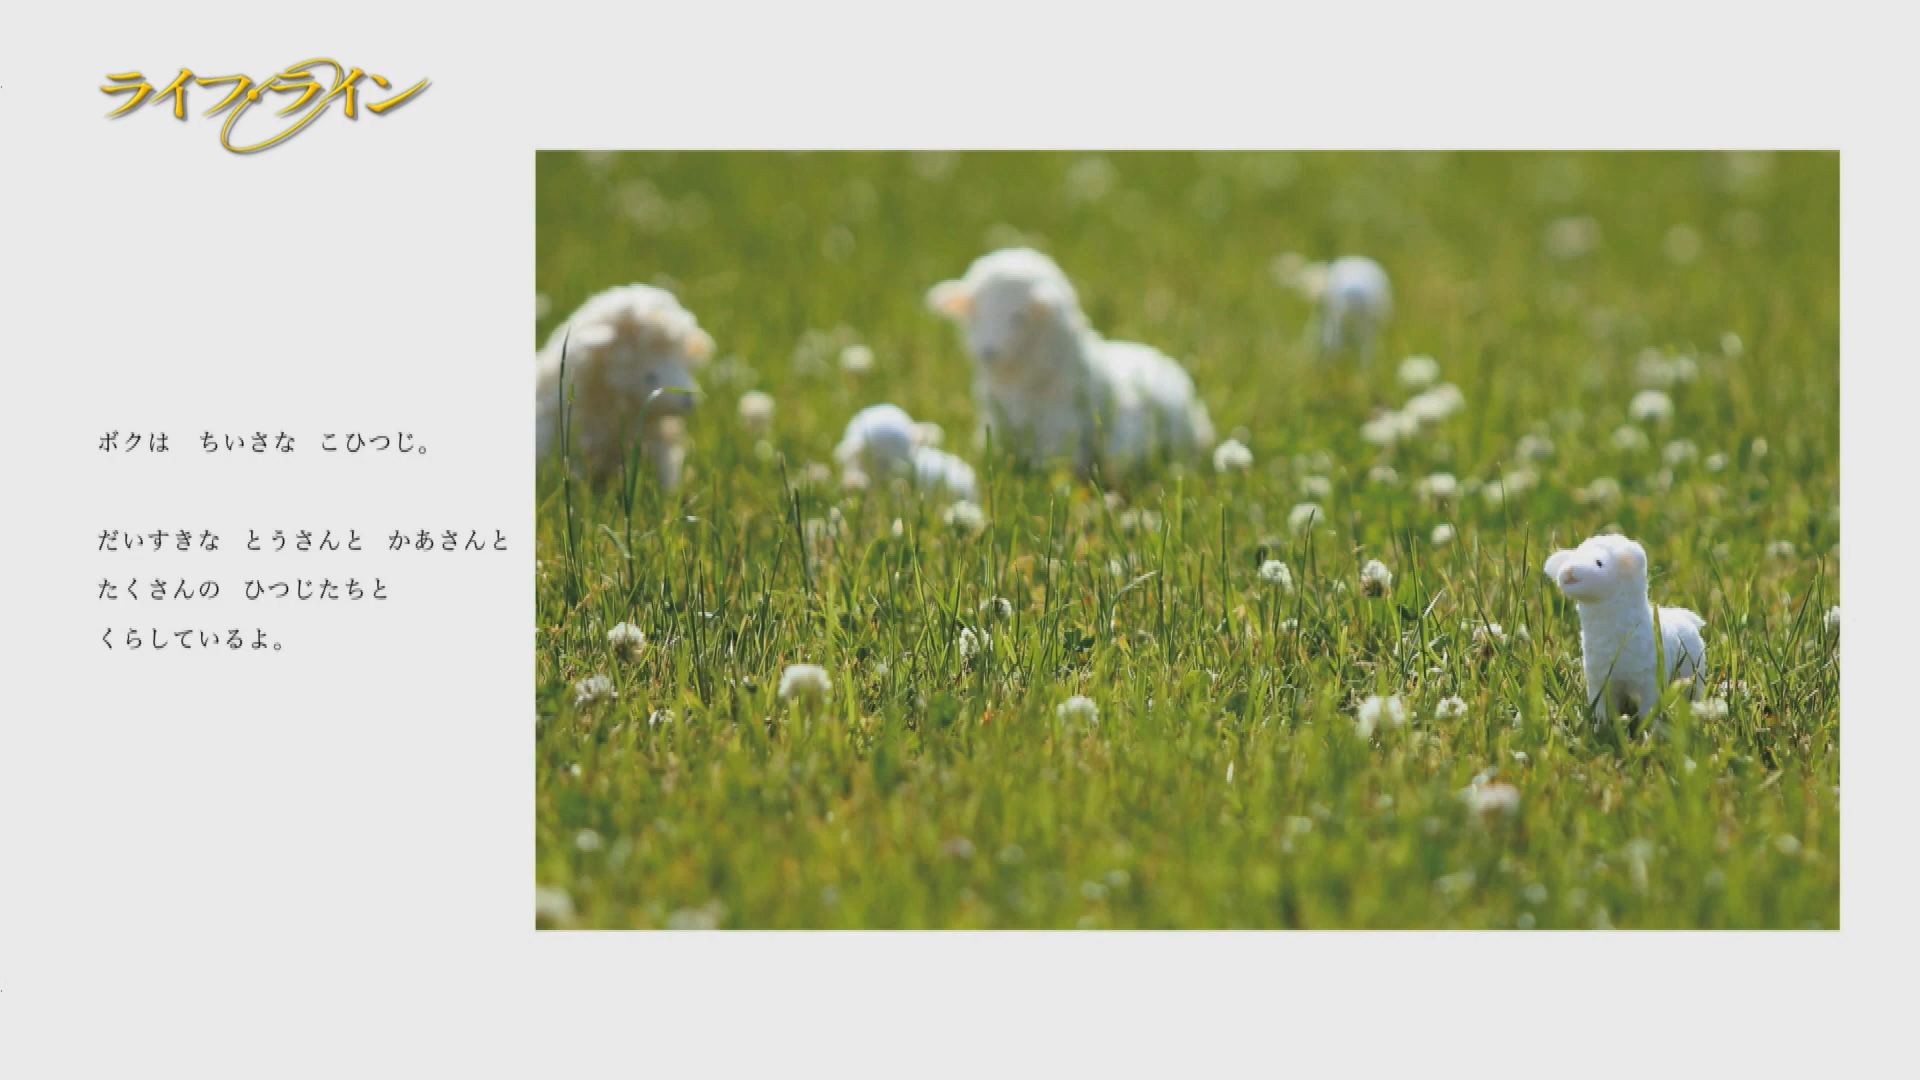 ライフ・ライン
ボクは　ちいさな　こひつじ。
だいすきな　とうさんと　かあさんと
たくさんの　ひつじたちと
くらしているよ。